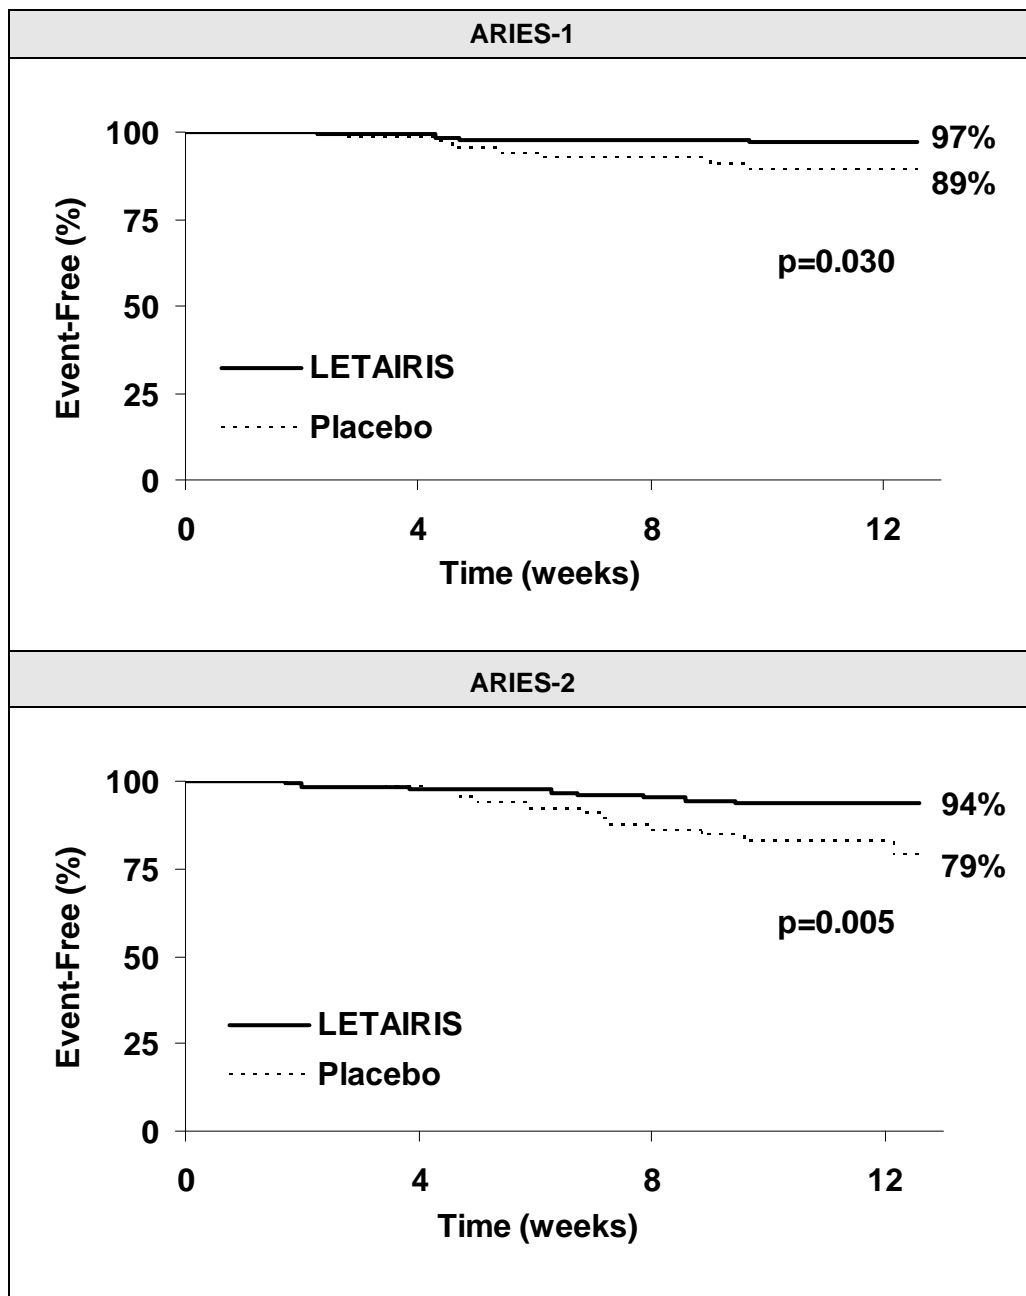 ARIES-1
100
75
50
25
0
Event-Free (%)
97%
89%
p=0.030
LETAIRIS
Placebo
0 4 8 12
Time (weeks)
ARIES-2
100
75
50
25
0
Event-Free (%)
94%
79%
p=0.005
LETAIRIS
Placebo
0 4 8 12
Time (weeks)